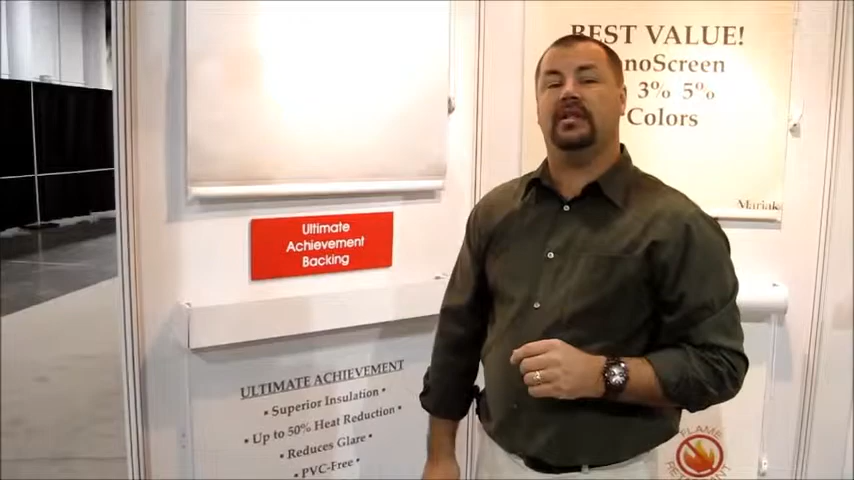 BEST VALUE!
noScreen
3% 5%
Colors
Mariak
Ultimate
Achievement
Backing
ULTIMATE ACHIEVEMENT
• Superior Insulation
• Up to 50% Heat Reduction
• Reduces Glare
• PVC-Free
FLAME